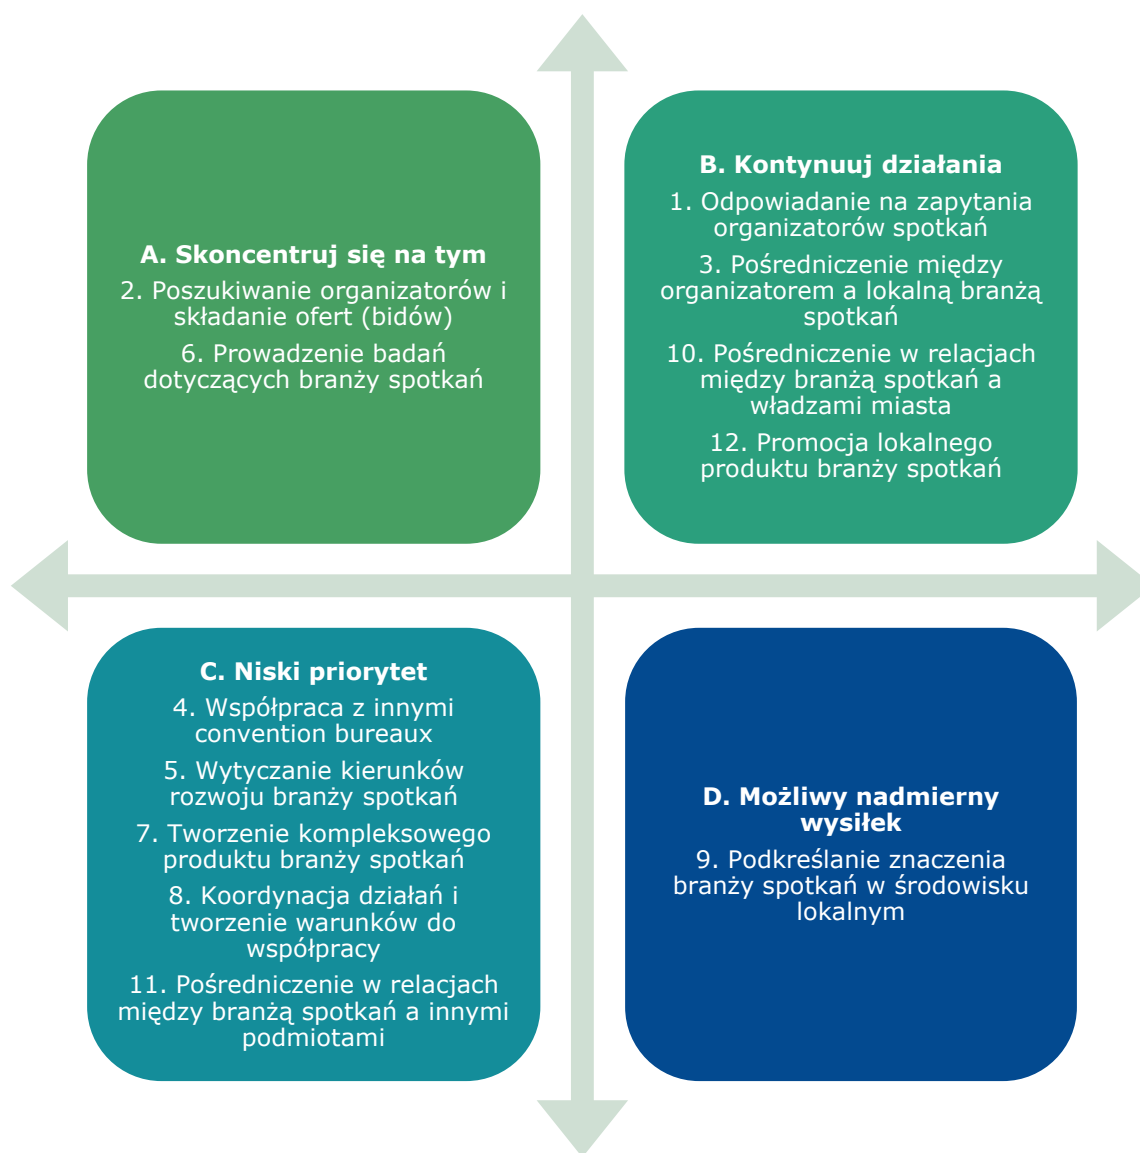 A. Skoncentruj się na tym
2. Poszukiwanie organizatorów i
składanie ofert (bidów)
6. Prowadzenie badań
dotyczących branży spotkań
B. Kontynuuj działania
1. Odpowiadanie na zapytania
organizatorów spotkań
3. Pośredniczenie między
organizatorem a lokalną branżą
spotkań
10. Pośredniczenie w relacjach
między branżą spotkań a
władzami miasta
12. Promocja lokalnego
produktu branży spotkań
C. Niski priorytet
4. Współpraca z innymi
convention bureaux
5. Wytyczanie kierunków
rozwoju branży spotkań
7. Tworzenie kompleksowego
produktu branży spotkań
8. Koordynacja działań i
tworzenie warunków do
współpracy
11. Pośredniczenie w relacjach
między branżą spotkań a innymi
podmiotami
D. Możliwy nadmierny
wysiłek
9. Podkreślanie znaczenia
branży spotkań w środowisku
lokalnym